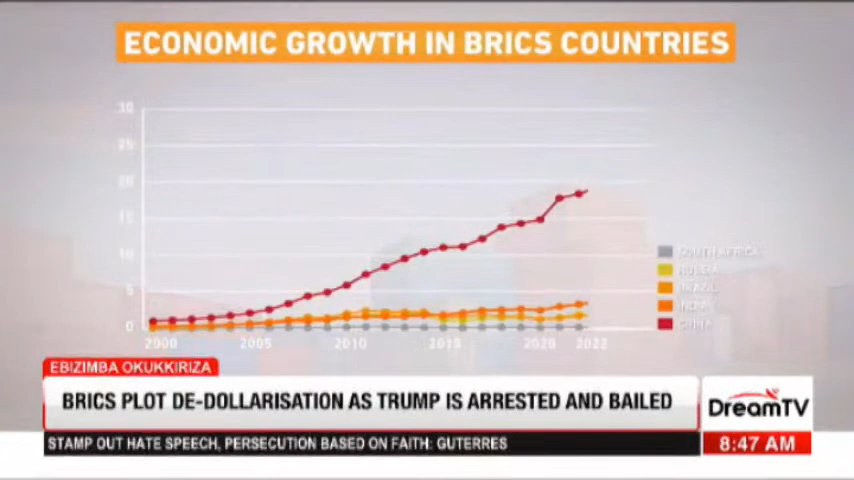 ECONOMIC GROWTH IN BRICS COUNTRIES
30
25
20
15
10
5
0
2000
2005
2010
2015
2020
2022
SOUTH AFRICA
RUSSIA
BRAZIL
INDIA
CHINA
EBIZIMBA OKUKKIRIZA
BRICS PLOT DE-DOLLARISATION AS TRUMP IS ARRESTED AND BAILED
DreamTV
STAMP OUT HATE SPEECH, PERSECUTION BASED ON FAITH: GUTERRES
8:47 AM